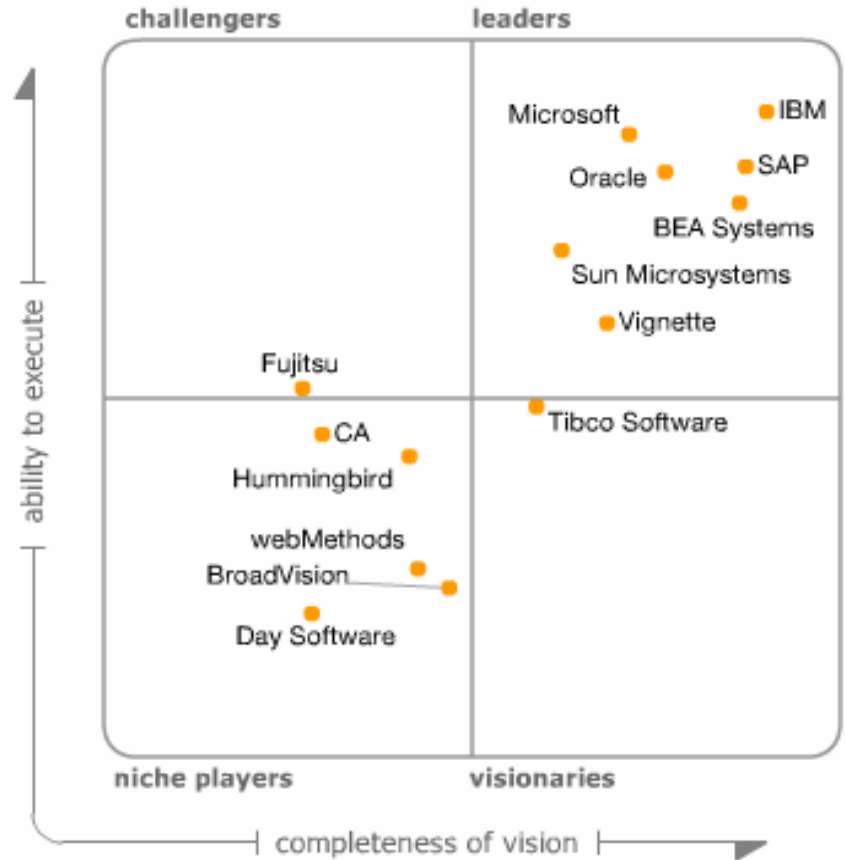 challengers
leaders
Microsoft
IBM
SAP
Oracle
BEA Systems
Sun Microsystems
Vignette
Fujitsu
Tibco Software
CA
Hummingbird
webMethods
BroadVision
Day Software
niche players
visionaries
ability to execute
completeness of vision